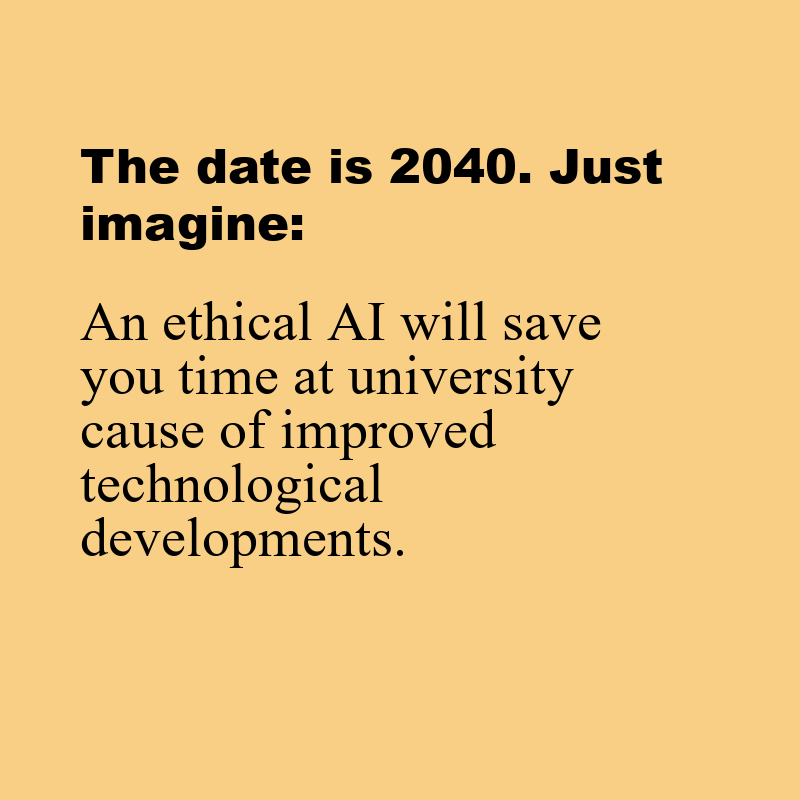 The date is 2040. Just
imagine:
An ethical AI will save
you time at university
cause of improved
technological
developments.